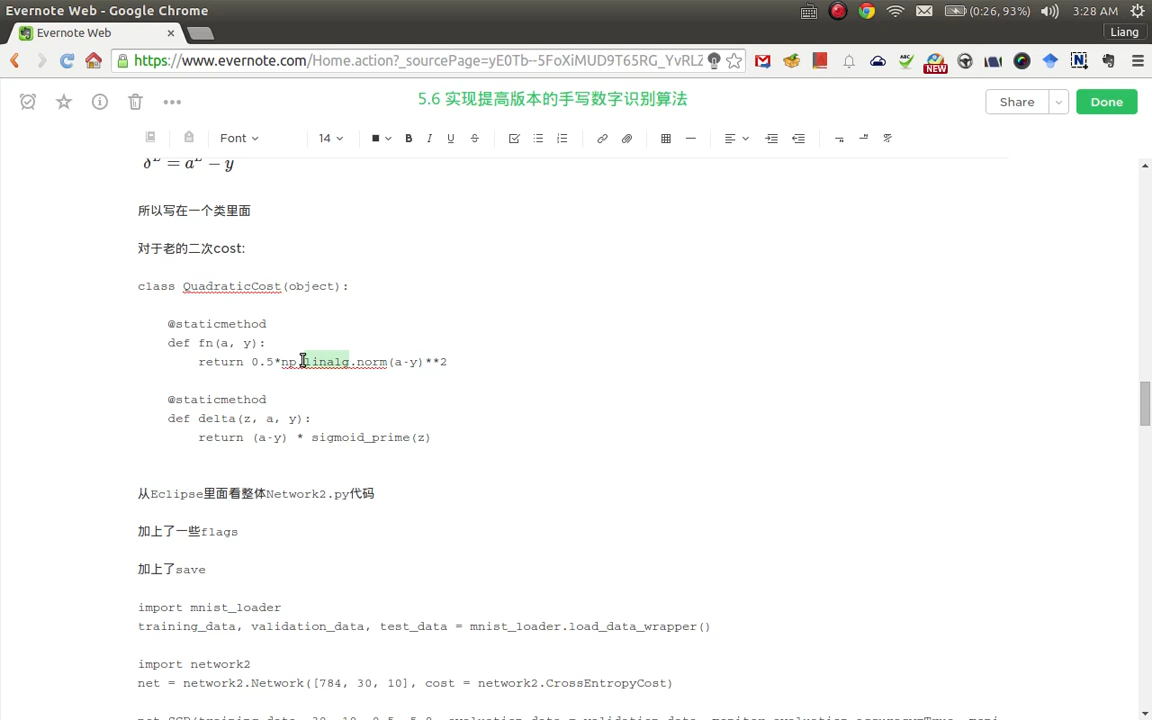 Evernote Web - Google Chrome
(0:26, 93%)
3:28 AM
Evernote Web
Liang
https://www.evernote.com/Home.action?_sourcePage=yE0Tb--5FoXiMUD9T65RG_YvRLZ
NEW
5.6 实现提高版本的手写数字识别算法
Share
Done
Font
14
B I U S
δᴸ = aᴸ − y
所以写在一个类里面
对于老的二次cost:
class QuadraticCost(object):
@staticmethod
def fn(a, y):
return 0.5*np.linalg.norm(a-y)**2
@staticmethod
def delta(z, a, y):
return (a-y) * sigmoid_prime(z)
从Eclipse里面看整体Network2.py代码
加上了一些flags
加上了save
import mnist_loader
training_data, validation_data, test_data = mnist_loader.load_data_wrapper()
import network2
net = network2.Network([784, 30, 10], cost = network2.CrossEntropyCost)